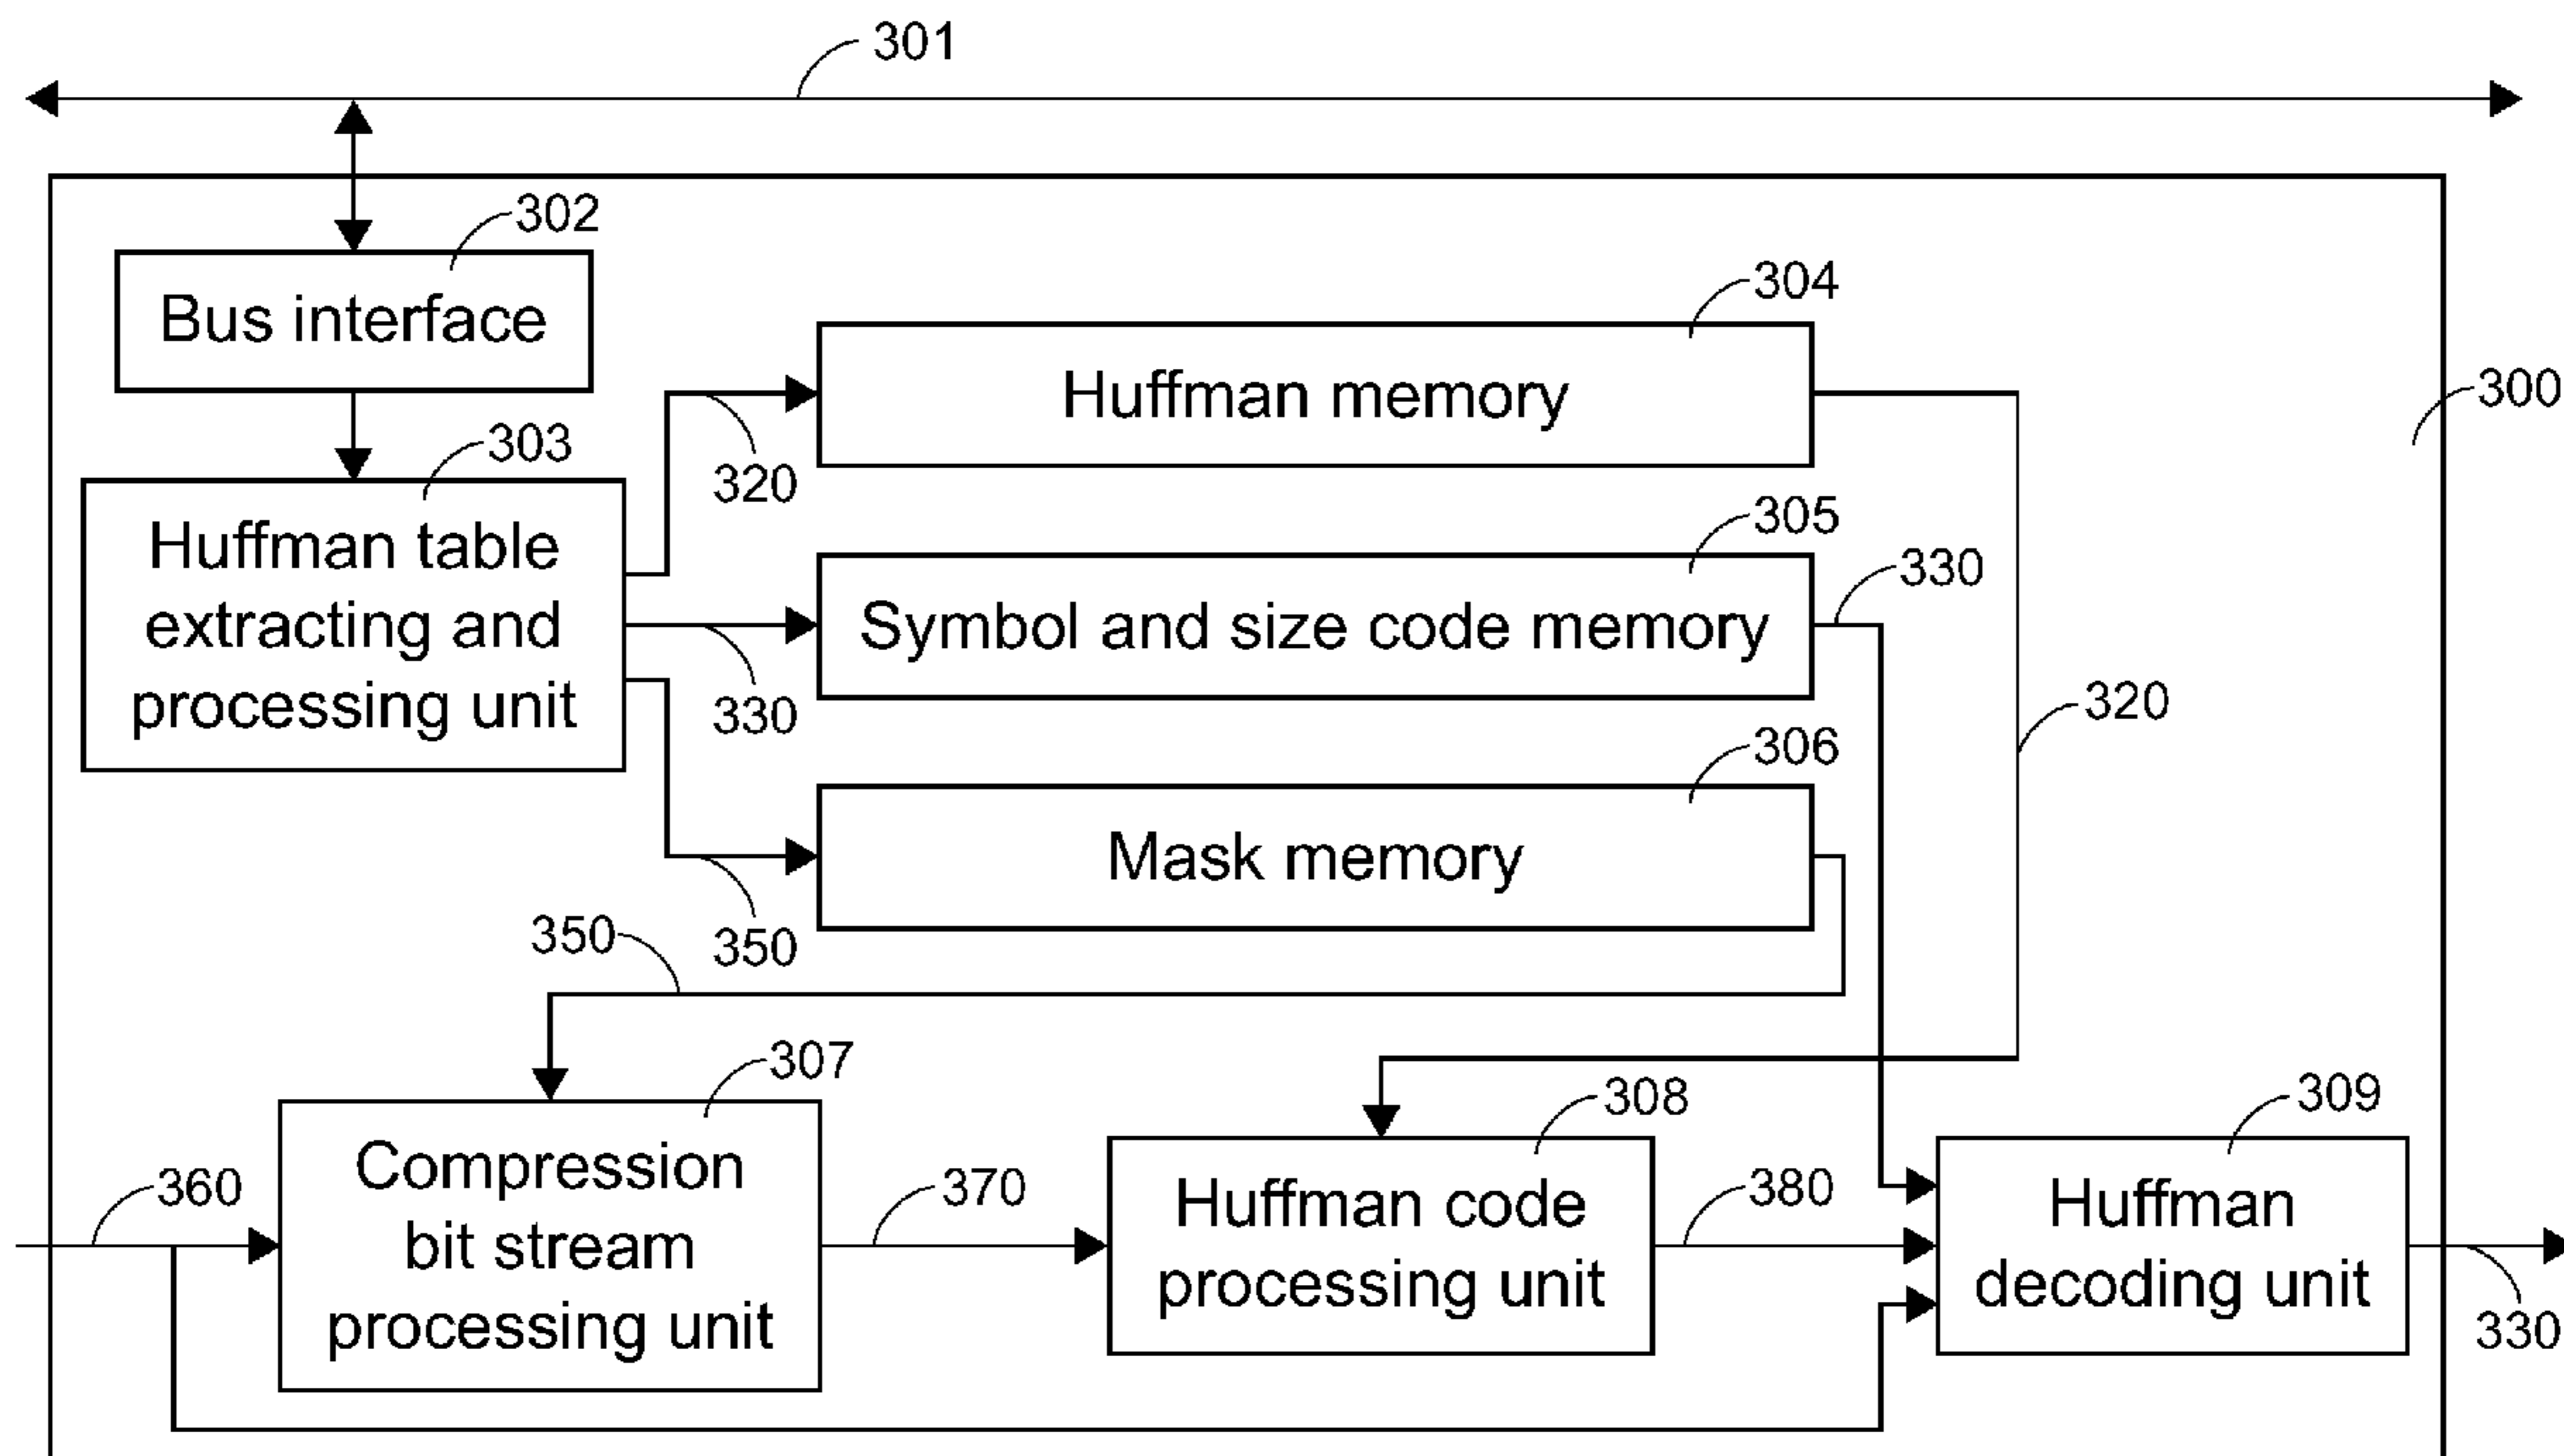 301
302
Bus interface
304
Huffman memory
300
303
Huffman table
extracting and
processing unit
320
305
Symbol and size code memory
330
330
320
306
Mask memory
350
350
307
Compression
bit stream
processing unit
308
Huffman code
processing unit
309
Huffman
decoding unit
360
370
380
330